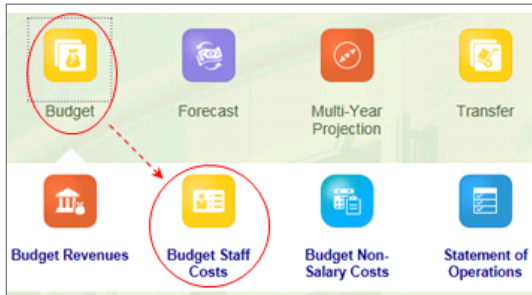 Budget
Forecast
Multi-Year
Projection
Transfer
Budget Revenues
Budget Staff
Costs
Budget Non-
Salary Costs
Statement of
Operations